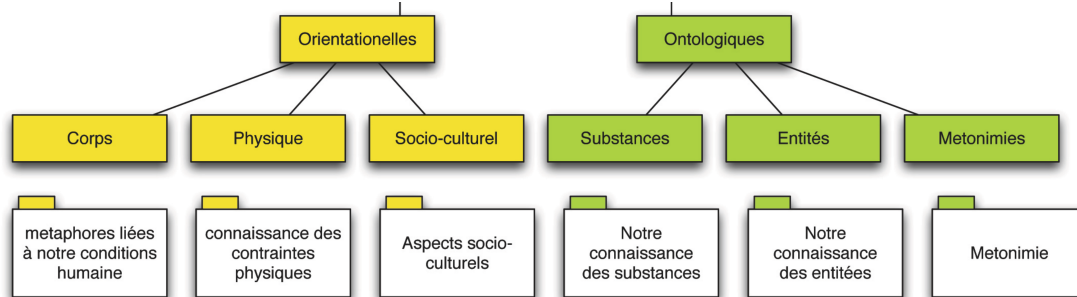 Orientationelles
Ontologiques
Corps
Physique
Socio-culturel
Substances
Entités
Metonimies
metaphores liées
à notre conditions
humaine
connaissance des
contraintes
physiques
Aspects socio-
culturels
Notre
connaissance
des substances
Notre
connaissance
des entitées
Metonimie